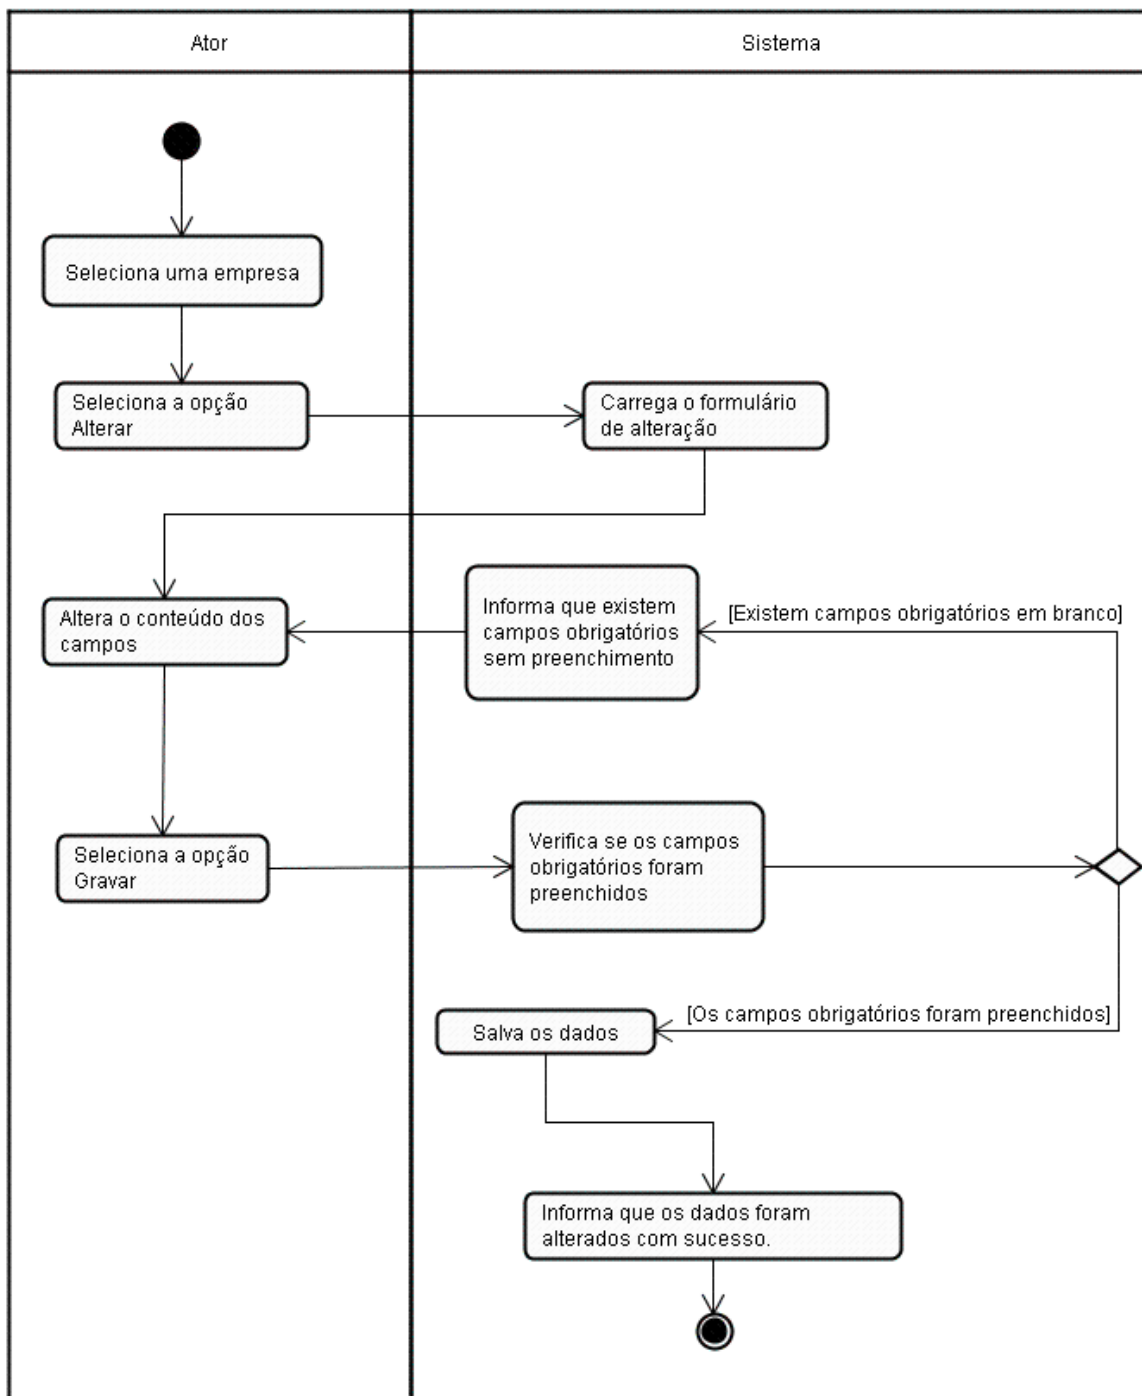 Ator
Sistema
Seleciona uma empresa
Seleciona a opção
Alterar
Carrega o formulário
de alteração
Altera o conteúdo dos
campos
Informa que existem
campos obrigatórios
sem preenchimento
[Existem campos obrigatórios em branco]
Seleciona a opção
Gravar
Verifica se os campos
obrigatórios foram
preenchidos
[Os campos obrigatórios foram preenchidos]
Salva os dados
Informa que os dados foram
alterados com sucesso.